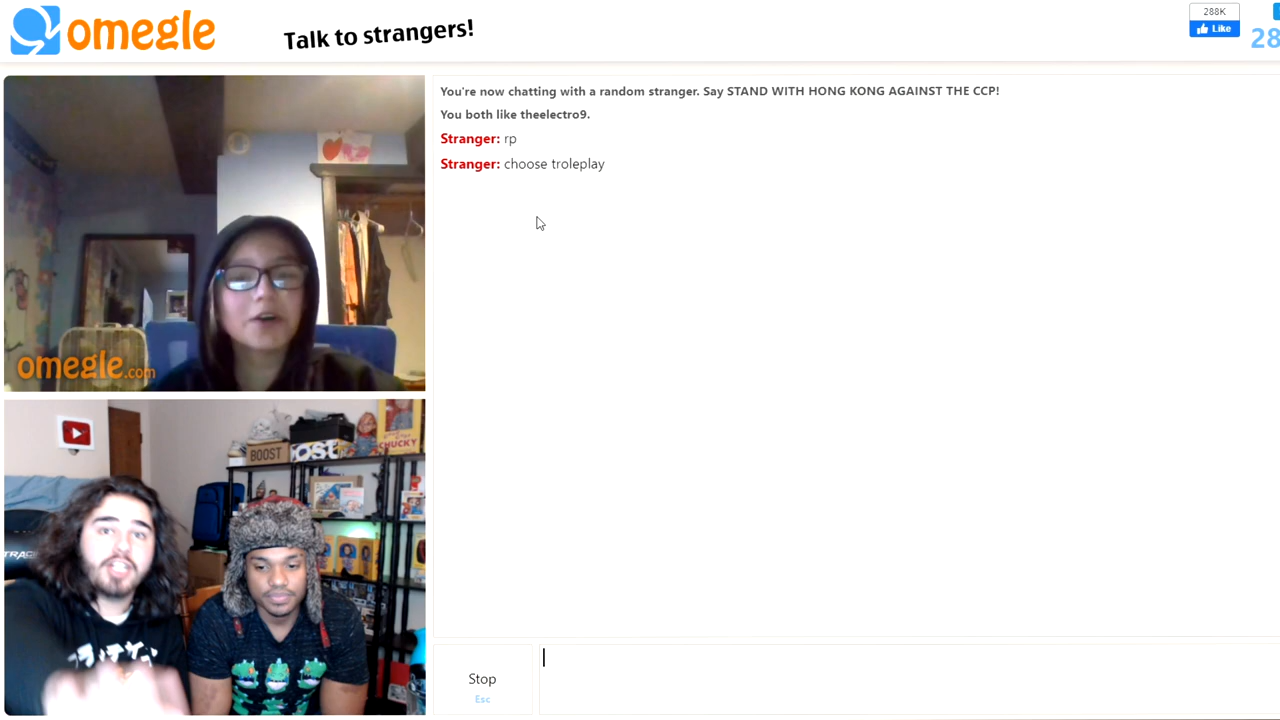 omegle
Talk to strangers!
288K
Like
28
You're now chatting with a random stranger. Say STAND WITH HONG KONG AGAINST THE CCP!
You both like theelectro9.
Stranger: rp
Stranger: choose troleplay
omegle.com
BOOST
CHUCKY
TRAC
Stop
Esc